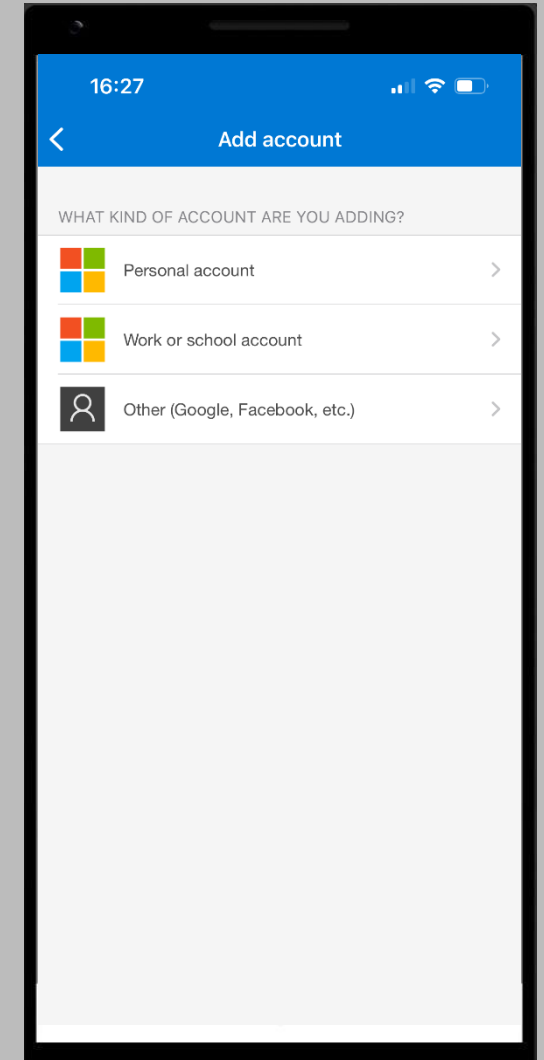 16:27
Add account
WHAT KIND OF ACCOUNT ARE YOU ADDING?
Personal account
Work or school account
Other (Google, Facebook, etc.)